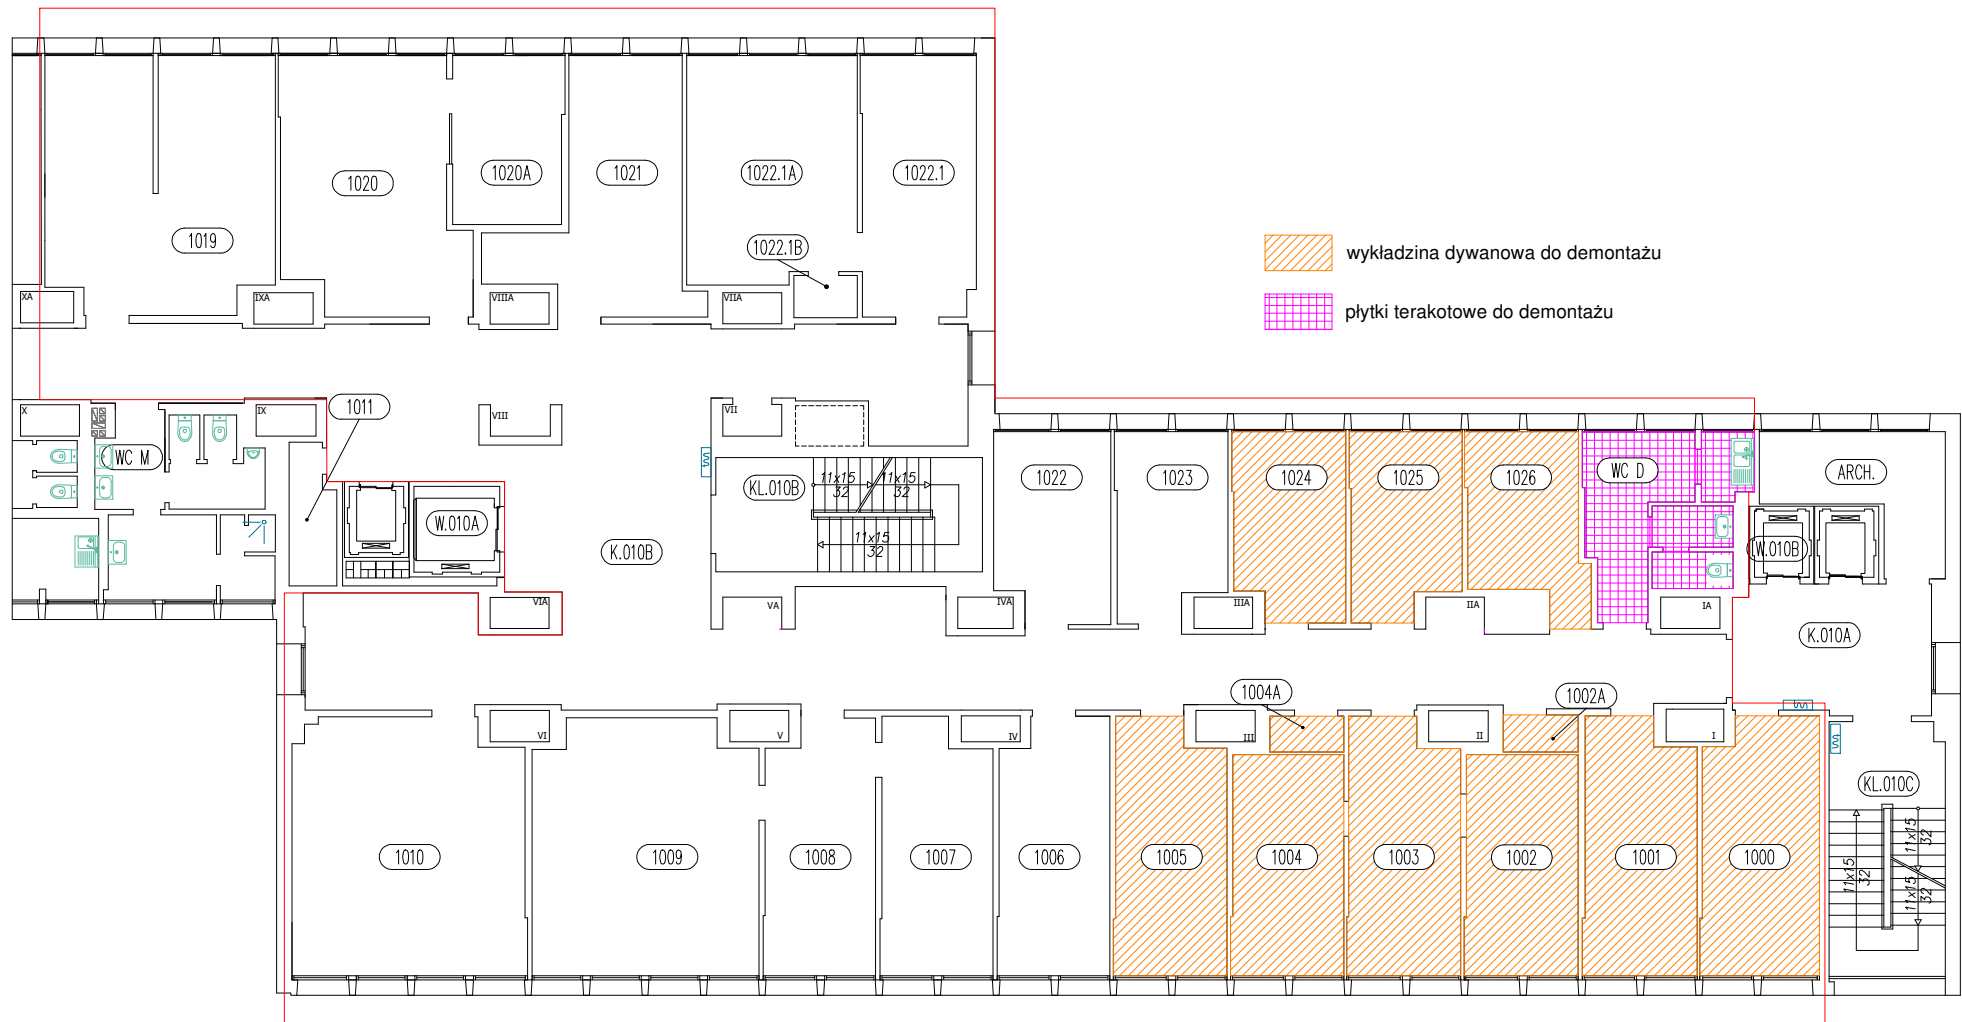 1020
1020A
1021
1022.1A
1022.1
1019
1022.1B
wykładzina dywanowa do demontażu
płytki terakotowe do demontażu
XA
IXA
VIIIA
VIIA
X
IX
1011
VIII
VII
WC M
KL.010B
11x15
32
11x15
32
1022
1023
1024
1025
1026
WC D
ARCH.
W.010A
K.010B
11x15
32
W.010B
VIA
VA
IVA
IIIA
IIA
IA
K.010A
1004A
1002A
VI
V
IV
III
II
I
KL.010C
1010
1009
1008
1007
1006
1005
1004
1003
1002
1001
1000
11x15
32
11x15
32
11x15
32